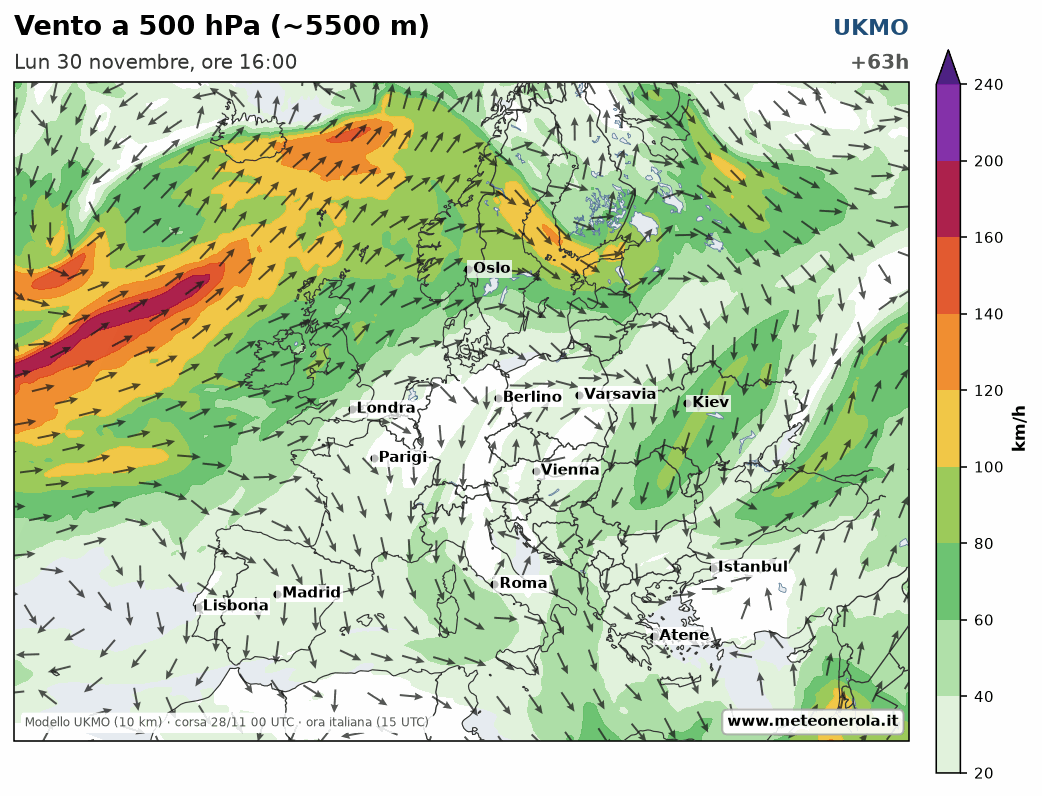 Vento a 500 hPa (~5500 m)
UKMO
Lun 30 novembre, ore 16:00
+63h
240
200
160
140
120
100
80
60
40
20
km/h
Oslo
Londra
Berlino
Varsavia
Kiev
Parigi
Vienna
Istanbul
Roma
Madrid
Lisbona
Atene
Modello UKMO (10 km) · corsa 28/11 00 UTC · ora italiana (15 UTC)
www.meteonerola.it